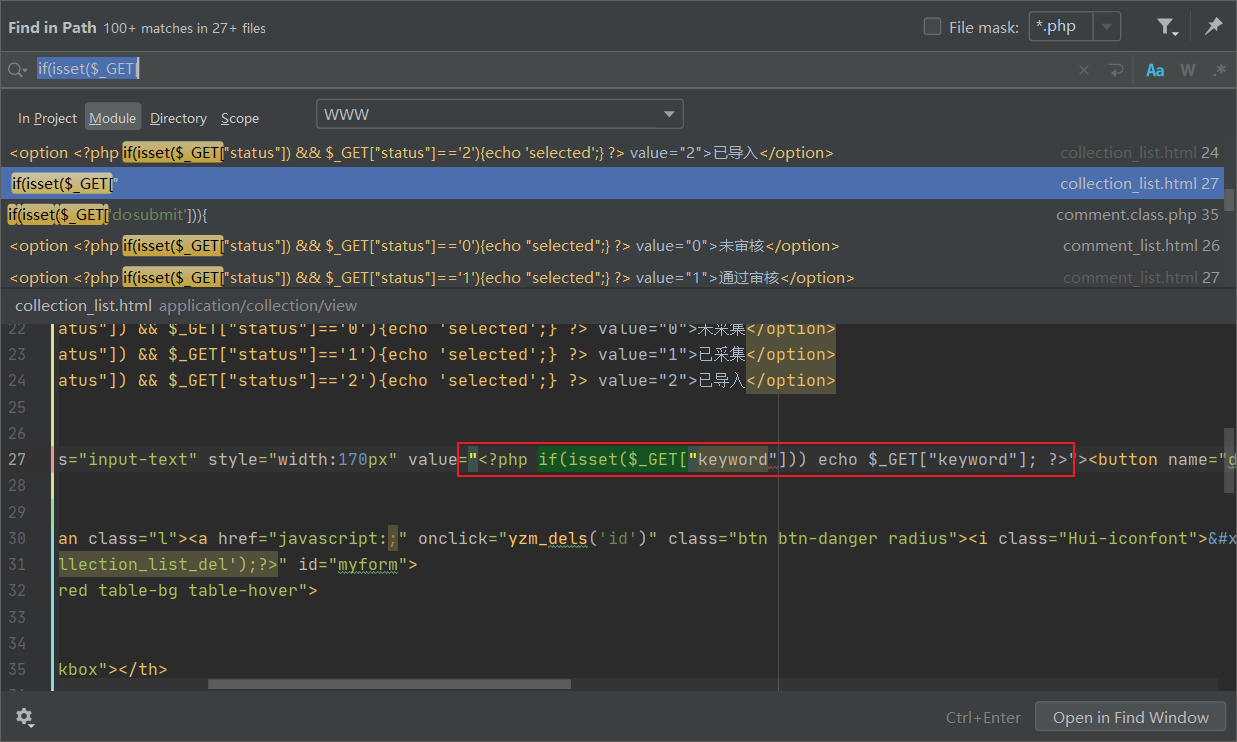 Find in Path 100+ matches in 27+ files
File mask: *.php
if(isset($_GET[
Aa W .*
In Project Module Directory Scope WWW
<option <?php if(isset($_GET["status"]) && $_GET["status"]=='2'){echo 'selected';} ?> value="2">已导入</option> collection_list.html 24
if(isset($_GET[" collection_list.html 27
if(isset($_GET['dosubmit'])){ comment.class.php 35
<option <?php if(isset($_GET["status"]) && $_GET["status"]=='0'){echo "selected";} ?> value="0">未审核</option> comment_list.html 26
<option <?php if(isset($_GET["status"]) && $_GET["status"]=='1'){echo "selected";} ?> value="1">通过审核</option> comment_list.html 27
collection_list.html application/collection/view
22 atus"]) && $_GET["status"]=='0'){echo 'selected';} ?> value="0">未采集</option>
23 atus"]) && $_GET["status"]=='1'){echo 'selected';} ?> value="1">已采集</option>
24 atus"]) && $_GET["status"]=='2'){echo 'selected';} ?> value="2">已导入</option>
25
26
27 s="input-text" style="width:170px" value="<?php if(isset($_GET["keyword"])) echo $_GET["keyword"]; ?>"><button name="d
28
29
30 an class="l"><a href="javascript:;" onclick="yzm_dels('id')" class="btn btn-danger radius"><i class="Hui-iconfont">&#x
31 llection_list_del');?>" id="myform">
32 red table-bg table-hover">
33
34
35 kbox"></th>
Ctrl+Enter Open in Find Window